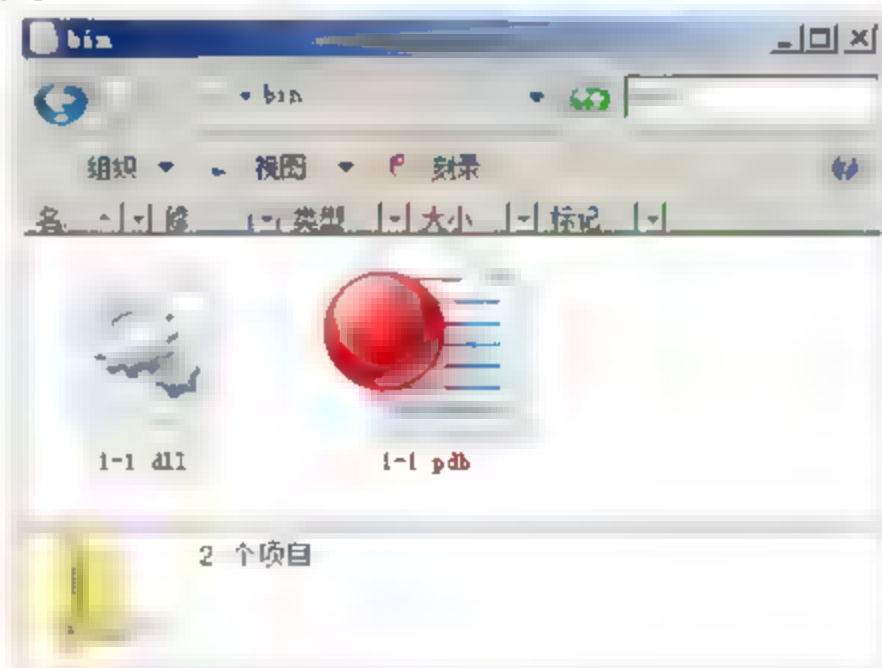 bin
bin
组织 视图 刻录
名 修 类型 大小 标记
1-1 dll
1-1 pdb
2 个项目